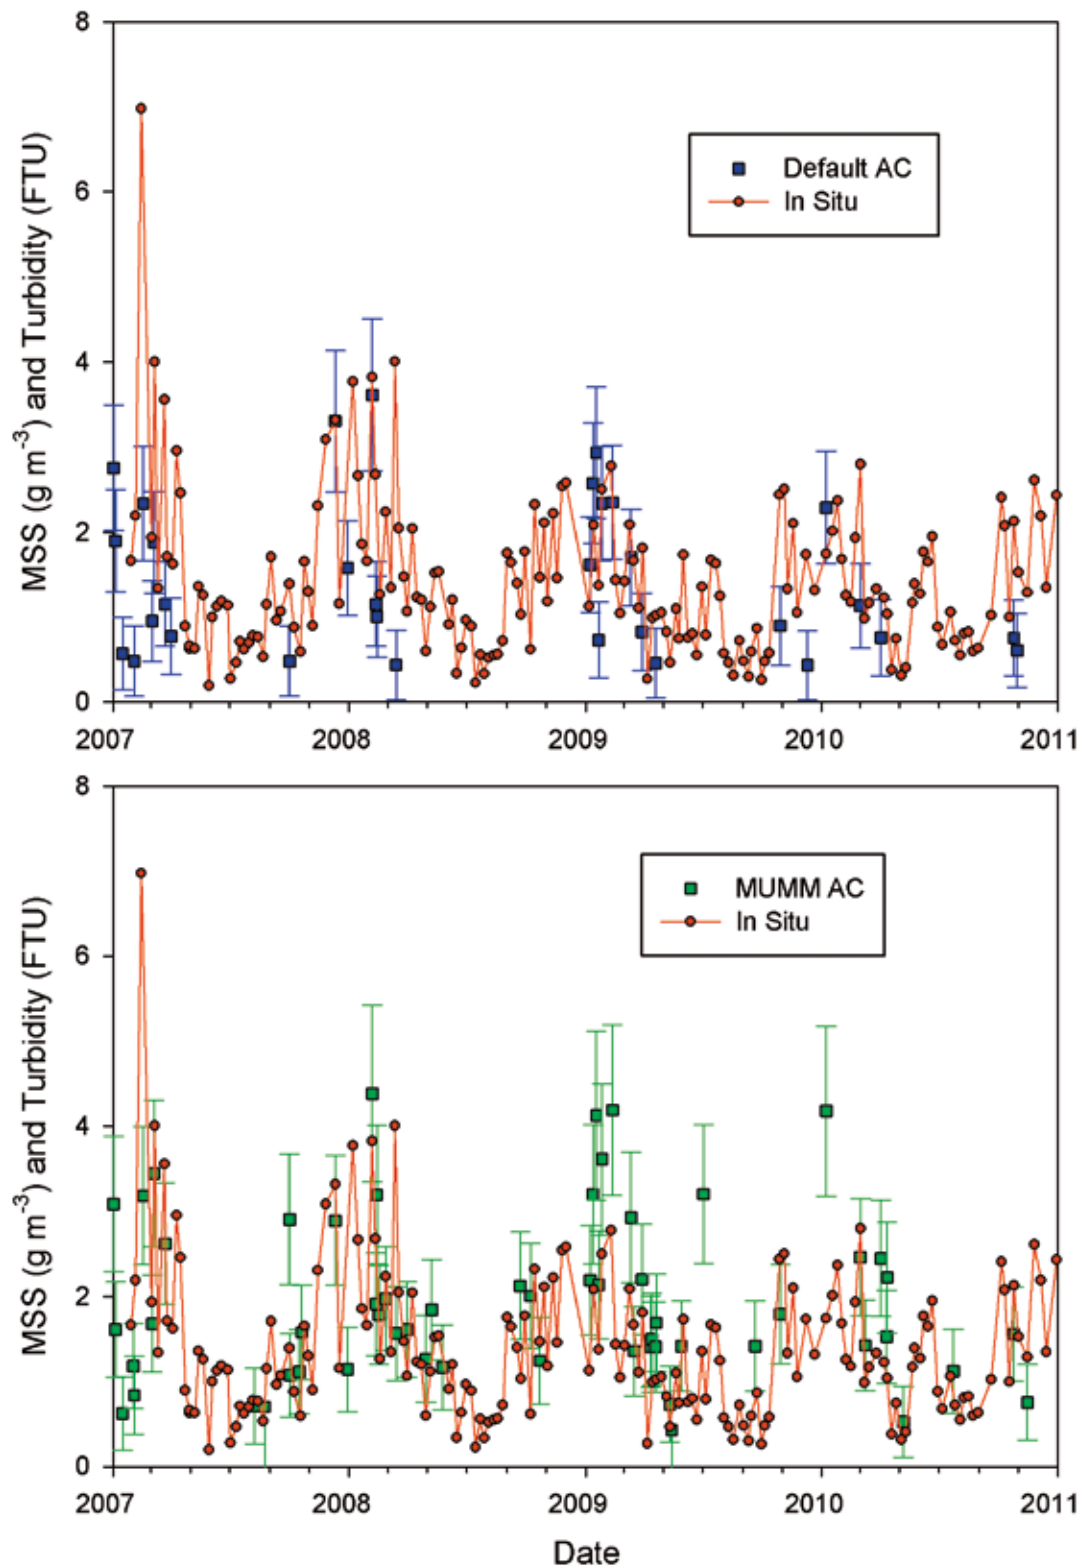 8
6
4
2
0
MSS (g m⁻³) and Turbidity (FTU)
Default AC
In Situ
2007 2008 2009 2010 2011
8
6
4
2
0
MSS (g m⁻³) and Turbidity (FTU)
MUMM AC
In Situ
2007 2008 2009 2010 2011
Date